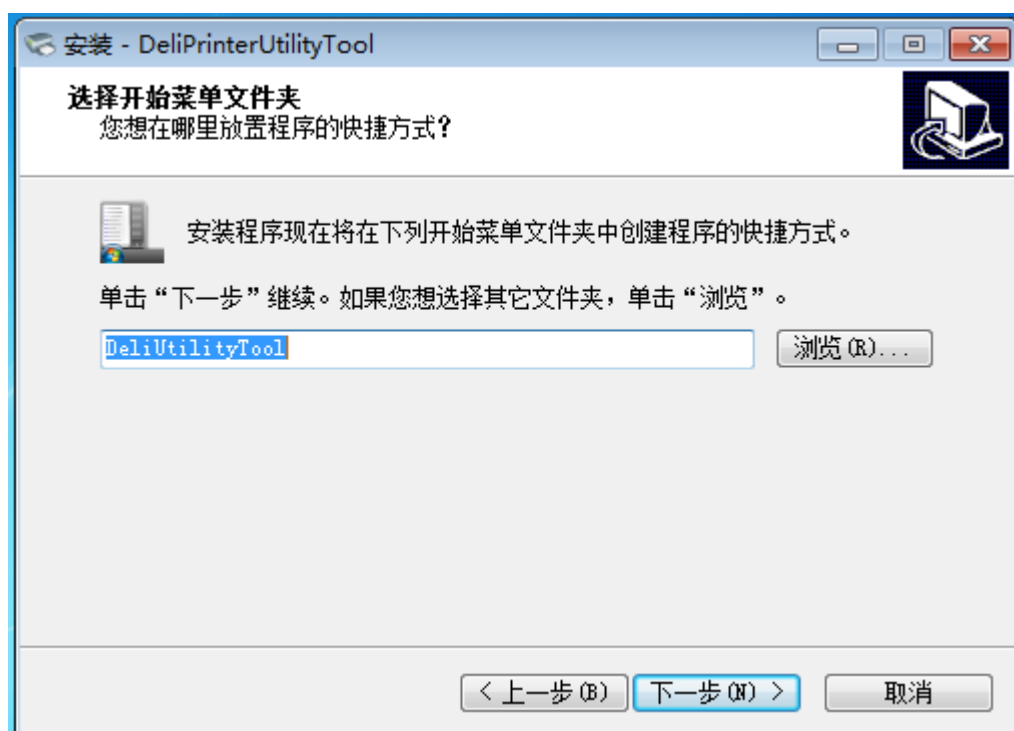 安装 - DeliPrinterUtilityTool
选择开始菜单文件夹
您想在哪里放置程序的快捷方式?
安装程序现在将在下列开始菜单文件夹中创建程序的快捷方式。
单击“下一步”继续。如果您想选择其它文件夹，单击“浏览”。
DeliUtilityTool
浏览(R)...
< 上一步(B)
下一步(N) >
取消